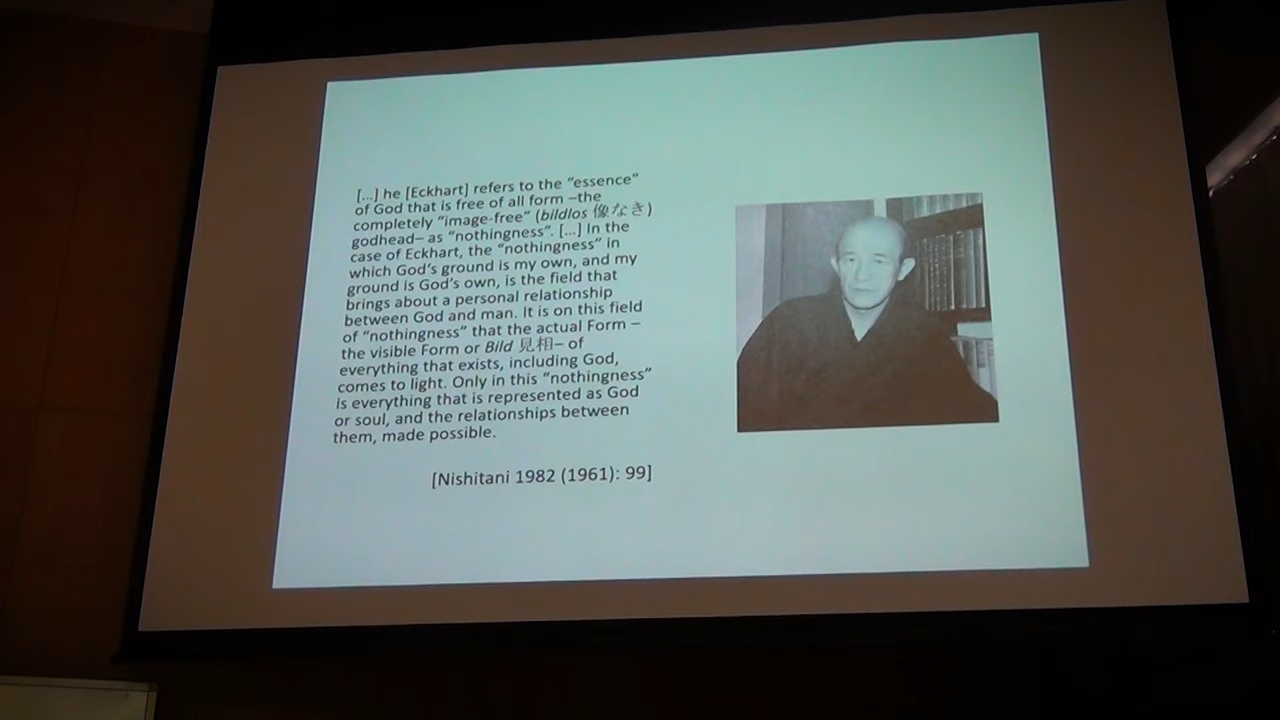 [...] he [Eckhart] refers to the “essence”
of God that is free of all form –the
completely “image-free” (bildlos 像なき)
godhead– as “nothingness”. [...] In the
case of Eckhart, the “nothingness” in
which God’s ground is my own, and my
ground is God’s own, is the field that
brings about a personal relationship
between God and man. It is on this field
of “nothingness” that the actual Form –
the visible Form or Bild 見相– of
everything that exists, including God,
comes to light. Only in this “nothingness”
is everything that is represented as God
or soul, and the relationships between
them, made possible.
[Nishitani 1982 (1961): 99]